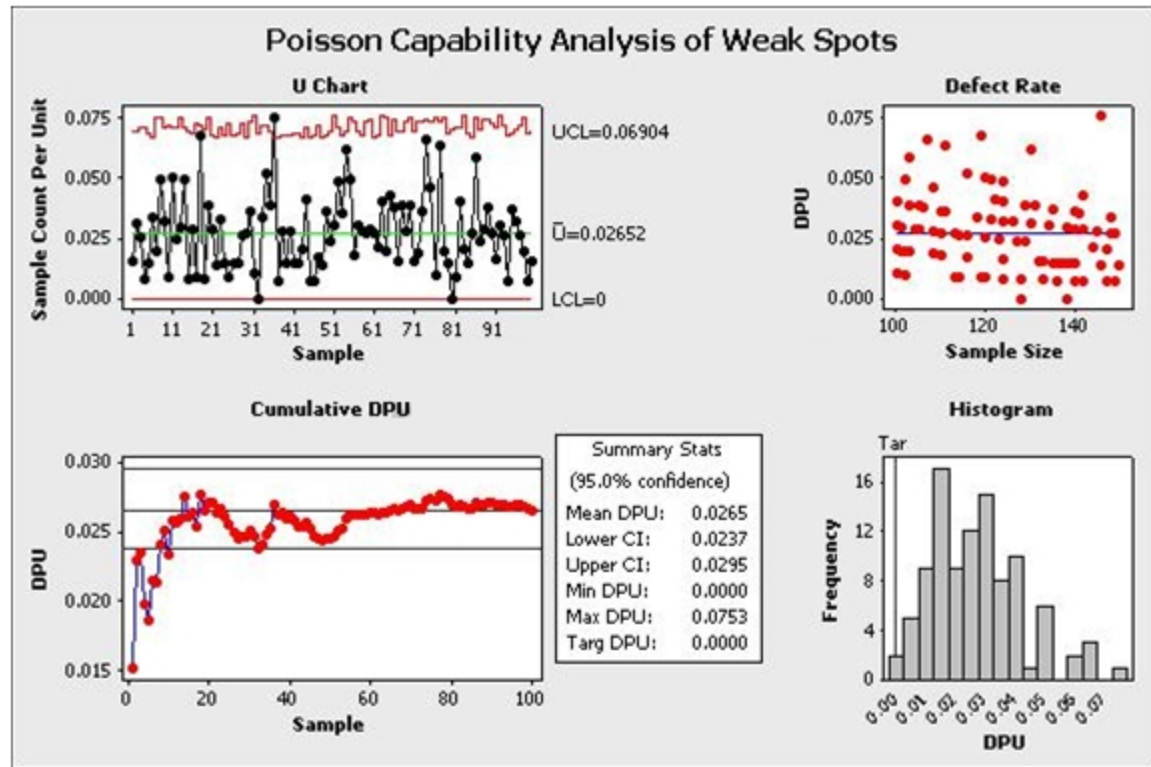 Poisson Capability Analysis of Weak Spots
U Chart
Sample Count Per Unit
0.075
0.050
0.025
0.000
UCL=0.06904
Ū=0.02652
LCL=0
1 11 21 31 41 51 61 71 81 91
Sample
Defect Rate
DPU
0.075
0.050
0.025
0.000
100 120 140
Sample Size
Cumulative DPU
DPU
0.030
0.025
0.020
0.015
0 20 40 60 80 100
Sample
Summary Stats
(95.0% confidence)
Mean DPU: 0.0265
Lower CI: 0.0237
Upper CI: 0.0295
Min DPU: 0.0000
Max DPU: 0.0753
Targ DPU: 0.0000
Histogram
Tar
Frequency
16
12
8
4
0
0.00 0.01 0.02 0.03 0.04 0.05 0.06 0.07
DPU